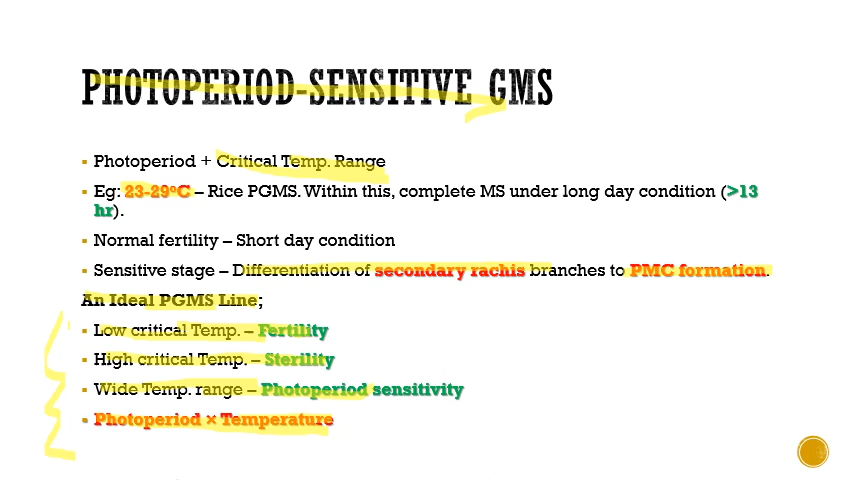 PHOTOPERIOD-SENSITIVE GMS
▪ Photoperiod + Critical Temp. Range
▪ Eg: 23-29°C – Rice PGMS. Within this, complete MS under long day condition (>13
hr).
▪ Normal fertility – Short day condition
▪ Sensitive stage – Differentiation of secondary rachis branches to PMC formation.
An Ideal PGMS Line;
▪ Low critical Temp. – Fertility
▪ High critical Temp. – Sterility
▪ Wide Temp. range – Photoperiod sensitivity
▪ Photoperiod × Temperature